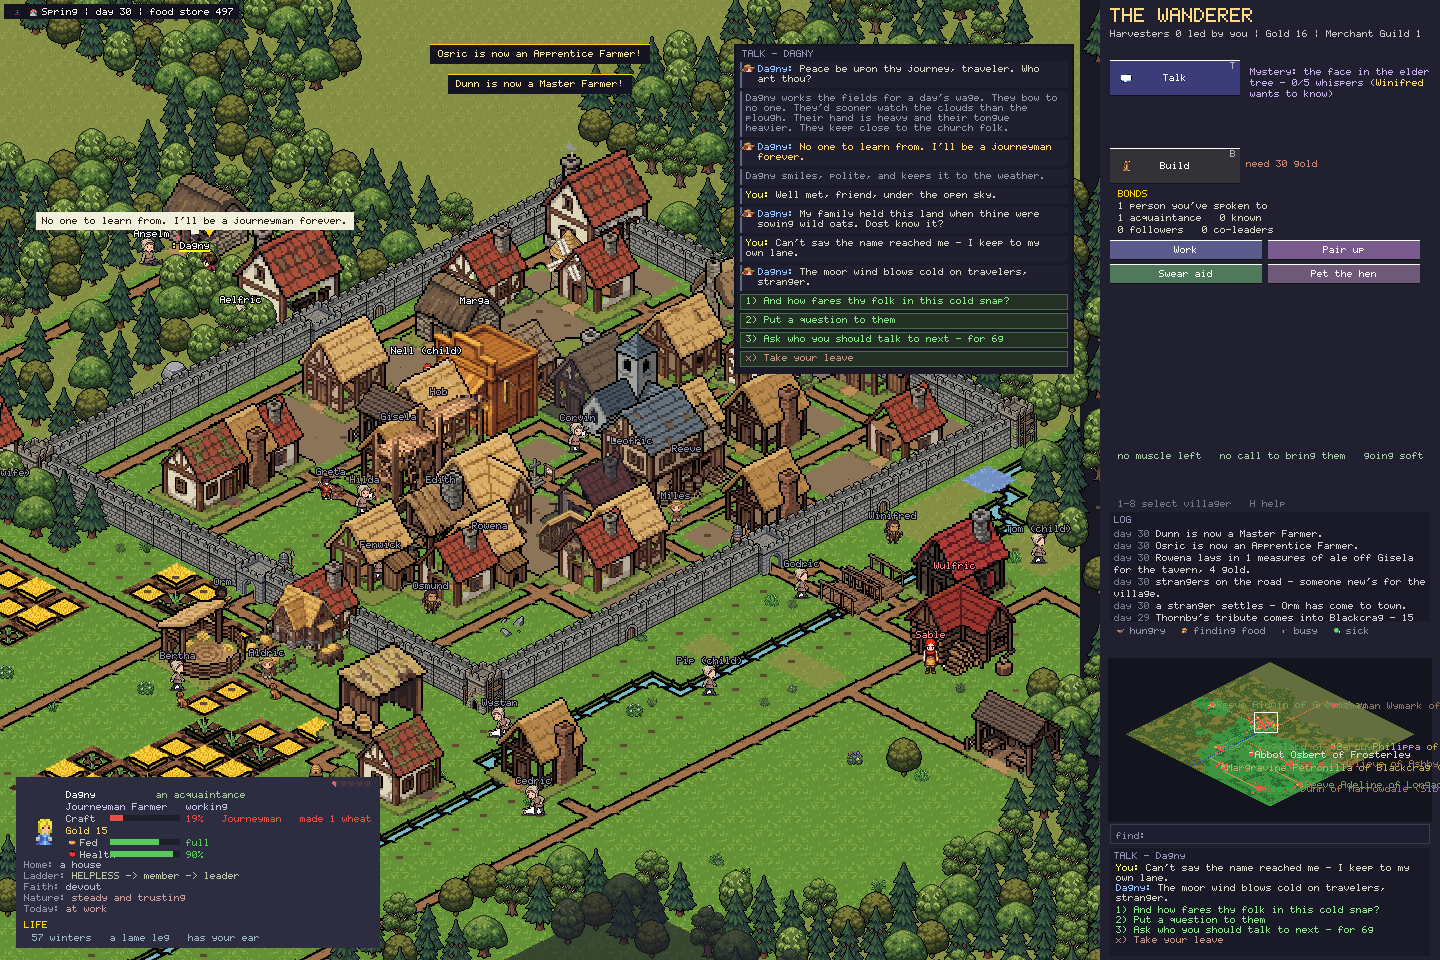 Spring | day 30 | food store 497
Osric is now an Apprentice Farmer!
Dunn is now a Master Farmer!
No one to learn from. I'll be a journeyman forever.
Anselm
Dagny
Aelfric
Marga
Nell (child)
Hob
Gisela
Corvin
Leofric
Reeve
Greta
Hilda
Edith
Miles
Rowena
Fenwick
Osmund
Winifred
Tom (child)
Godric
Wulfric
Sable
Orm
Bertha
Aldric
Pip (child)
Wystan
Cedric
TALK - DAGNY
Dagny: Peace be upon thy journey, traveler. Who
art thou?
Dagny works the fields for a day's wage. They bow to
no one. They'd sooner watch the clouds than the
plough. Their hand is heavy and their tongue
heavier. They keep close to the church folk.
Dagny: No one to learn from. I'll be a journeyman
forever.
Dagny smiles, polite, and keeps it to the weather.
You: Well met, friend, under the open sky.
Dagny: My family held this land when thine were
sowing wild oats. Dost know it?
You: Can't say the name reached me - I keep to my
own lane.
Dagny: The moor wind blows cold on travelers,
stranger.
1) And how fares thy folk in this cold snap?
2) Put a question to them
3) Ask who you should talk to next - for 6g
x) Take your leave
Dagny an acquaintance
Journeyman Farmer working
Craft 19% Journeyman made 1 wheat
Gold 15
Fed full
Health 90%
Home: a house
Ladder: HELPLESS -> member -> leader
Faith: devout
Nature: steady and trusting
Today: at work
LIFE
57 winters a lame leg has your ear
THE WANDERER
Harvesters 0 led by you | Gold 16 | Merchant Guild 1
Talk T
Mystery: the face in the elder
tree - 0/5 whispers (Winifred
wants to know)
Build B
need 30 gold
BONDS
1 person you've spoken to
1 acquaintance 0 known
0 followers 0 co-leaders
Work
Pair up
Swear aid
Pet the hen
no muscle left no call to bring them going soft
1-8 select villager H help
LOG
day 30 Dunn is now a Master Farmer.
day 30 Osric is now an Apprentice Farmer.
day 30 Rowena lays in 1 measures of ale off Gisela
for the tavern, 4 gold.
day 30 strangers on the road - someone new's for the
village.
day 30 a stranger settles - Orm has come to town.
day 29 Thornby's tribute comes into Blackcrag - 15
hungry finding food busy sick
Abbot Osbert of Frosterley
Margravine Petronilla of Blackcrag
find:
TALK - Dagny
You: Can't say the name reached me - I keep to my
own lane.
Dagny: The moor wind blows cold on travelers,
stranger.
1) And how fares thy folk in this cold snap?
2) Put a question to them
3) Ask who you should talk to next - for 6g
x) Take your leave